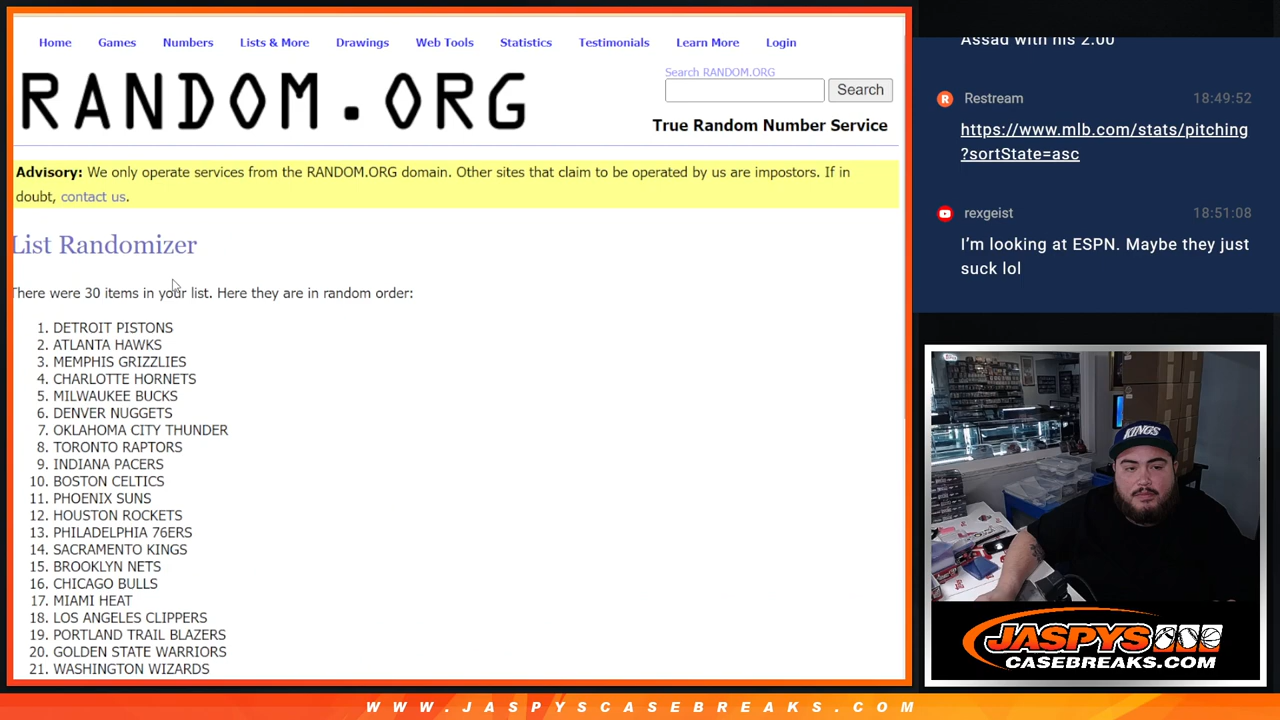 Home Games Numbers Lists & More Drawings Web Tools Statistics Testimonials Learn More Login
RANDOM.ORG
Search RANDOM.ORG
Search
True Random Number Service
Advisory: We only operate services from the RANDOM.ORG domain. Other sites that claim to be operated by us are impostors. If in
doubt, contact us.
List Randomizer
There were 30 items in your list. Here they are in random order:
1. DETROIT PISTONS
2. ATLANTA HAWKS
3. MEMPHIS GRIZZLIES
4. CHARLOTTE HORNETS
5. MILWAUKEE BUCKS
6. DENVER NUGGETS
7. OKLAHOMA CITY THUNDER
8. TORONTO RAPTORS
9. INDIANA PACERS
10. BOSTON CELTICS
11. PHOENIX SUNS
12. HOUSTON ROCKETS
13. PHILADELPHIA 76ERS
14. SACRAMENTO KINGS
15. BROOKLYN NETS
16. CHICAGO BULLS
17. MIAMI HEAT
18. LOS ANGELES CLIPPERS
19. PORTLAND TRAIL BLAZERS
20. GOLDEN STATE WARRIORS
21. WASHINGTON WIZARDS
Assad with his 2.00
Restream 18:49:52
https://www.mlb.com/stats/pitching
?sortState=asc
rexgeist 18:51:08
I’m looking at ESPN. Maybe they just
suck lol
KINGS
JASPYS
CASEBREAKS.COM
WWW.JASPYSCASEBREAKS.COM